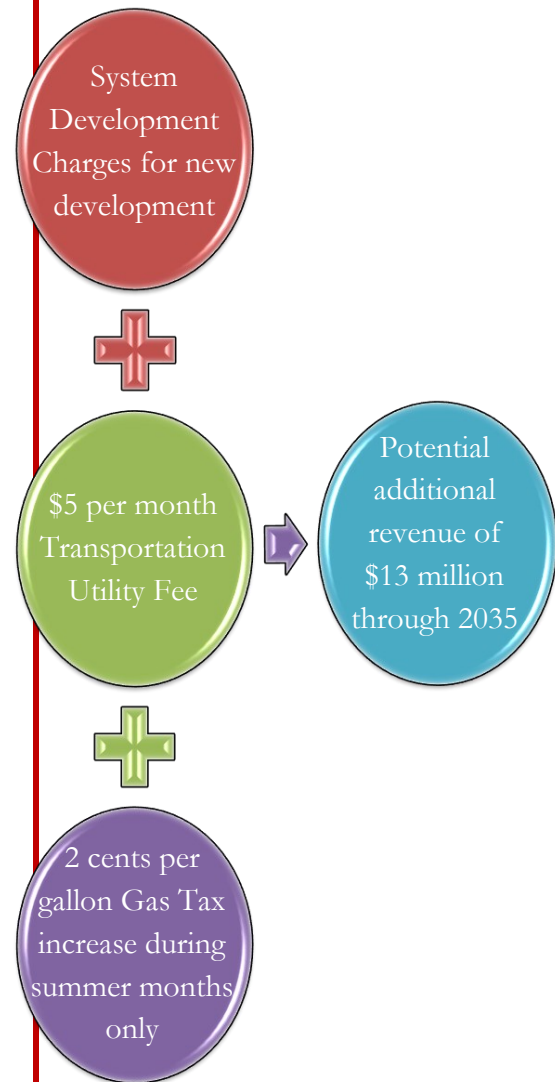 System
Development
Charges for new
development
$5 per month
Transportation
Utility Fee
Potential
additional
revenue of
$13 million
through 2035
2 cents per
gallon Gas Tax
increase during
summer months
only